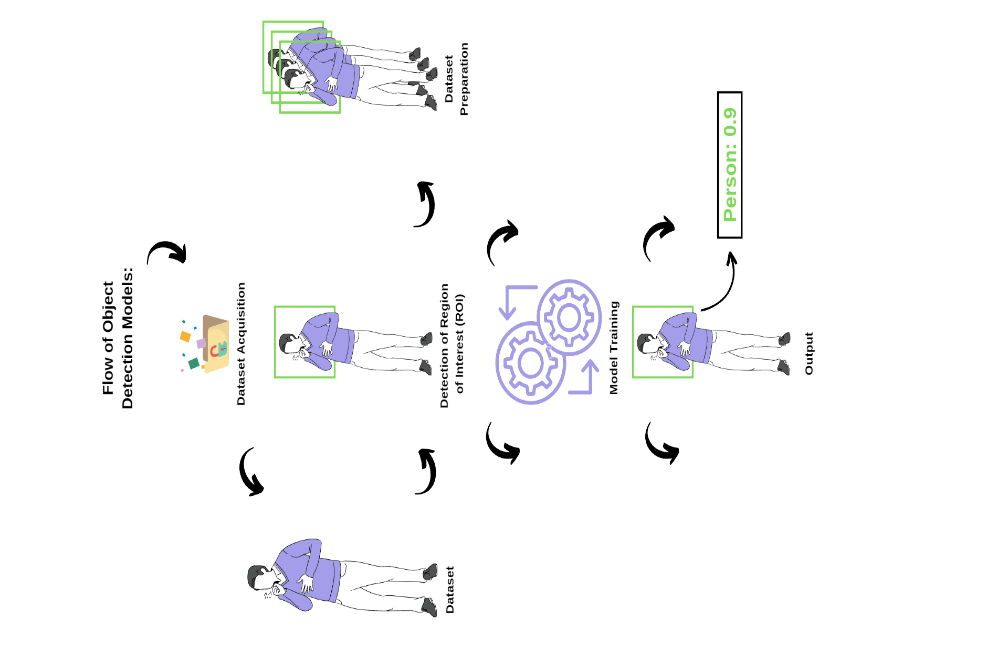 Flow of Object
Detection Models:
Dataset Acquisition
Dataset
Detection of Region
of Interest (ROI)
Dataset
Preparation
Model Training
Output
Person: 0.9